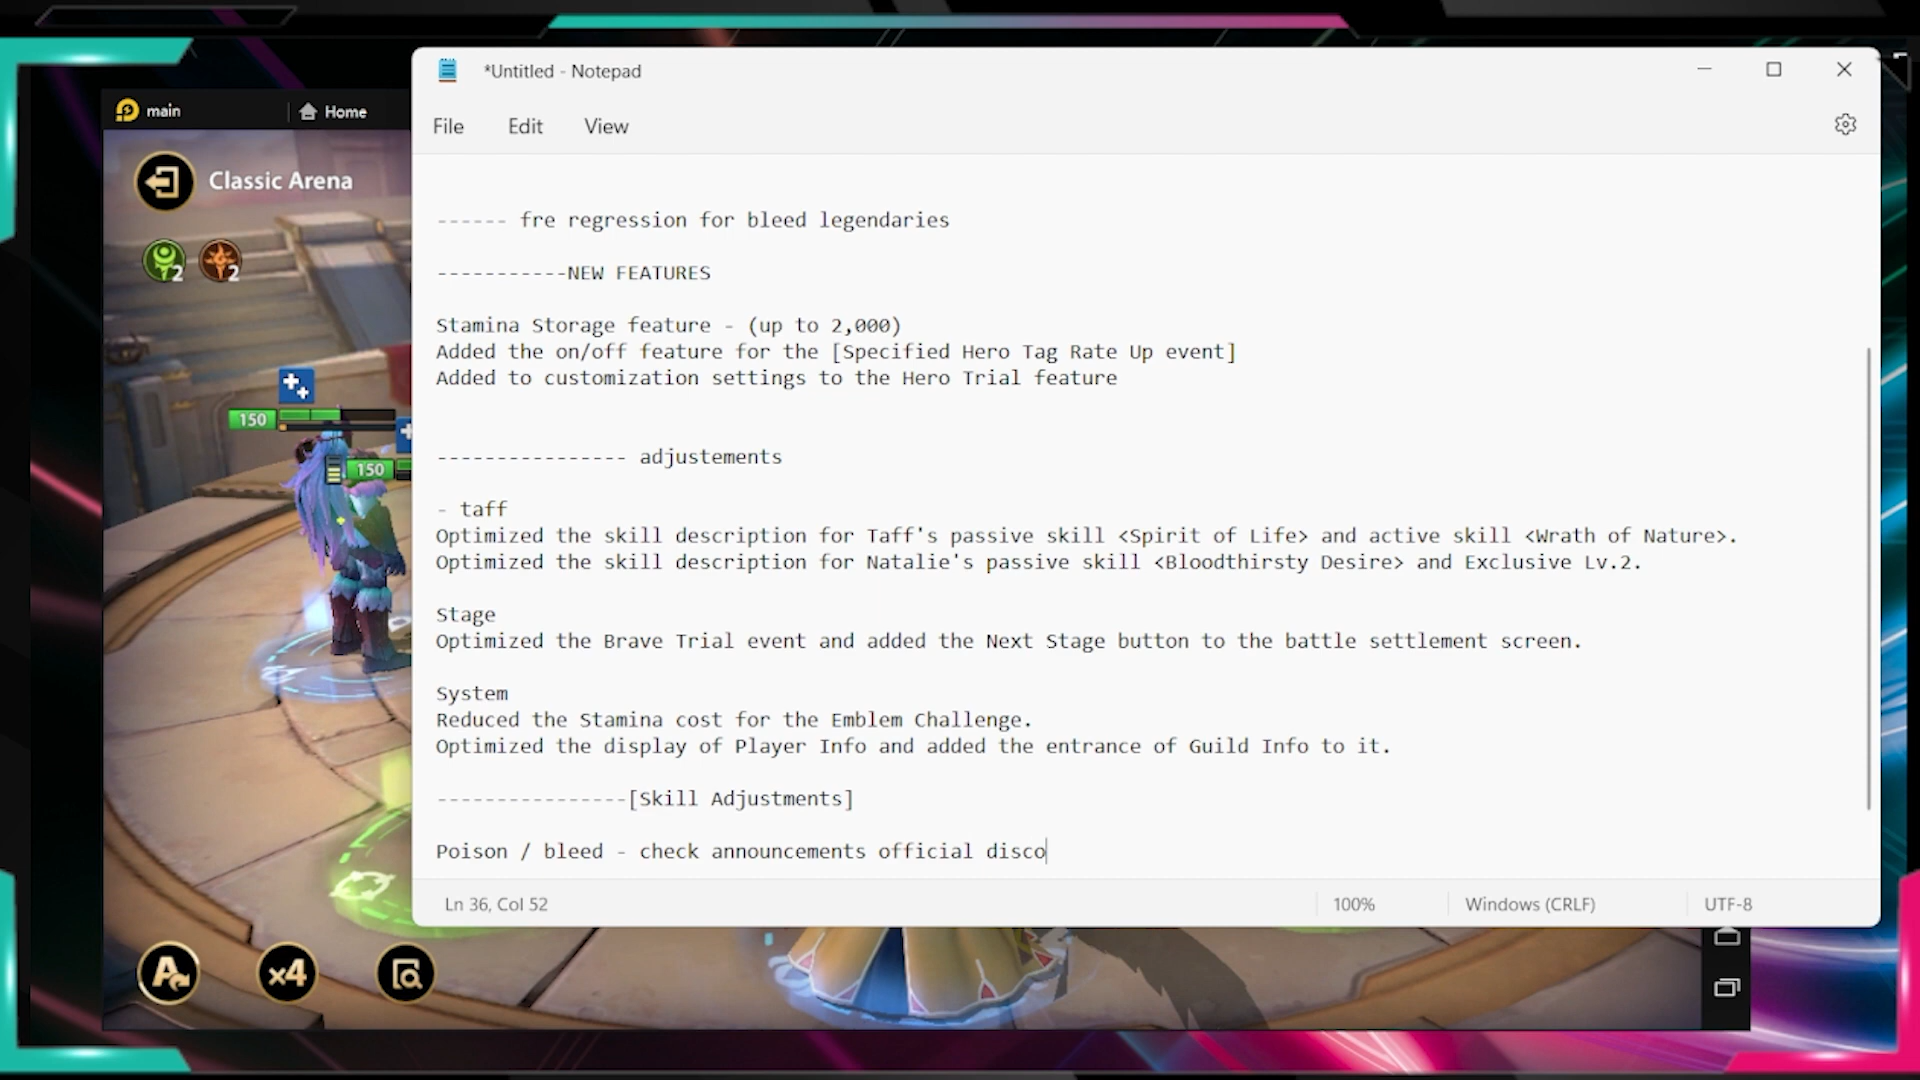 *Untitled - Notepad
main
Home
File
Edit
View
Classic Arena
2
2
150
150
------ fre regression for bleed legendaries
-----------NEW FEATURES
Stamina Storage feature - (up to 2,000)
Added the on/off feature for the [Specified Hero Tag Rate Up event]
Added to customization settings to the Hero Trial feature
---------------- adjustements
- taff
Optimized the skill description for Taff's passive skill <Spirit of Life> and active skill <Wrath of Nature>.
Optimized the skill description for Natalie's passive skill <Bloodthirsty Desire> and Exclusive Lv.2.
Stage
Optimized the Brave Trial event and added the Next Stage button to the battle settlement screen.
System
Reduced the Stamina cost for the Emblem Challenge.
Optimized the display of Player Info and added the entrance of Guild Info to it.
----------------[Skill Adjustments]
Poison / bleed - check announcements official disco
Ln 36, Col 52
100%
Windows (CRLF)
UTF-8
A
x4